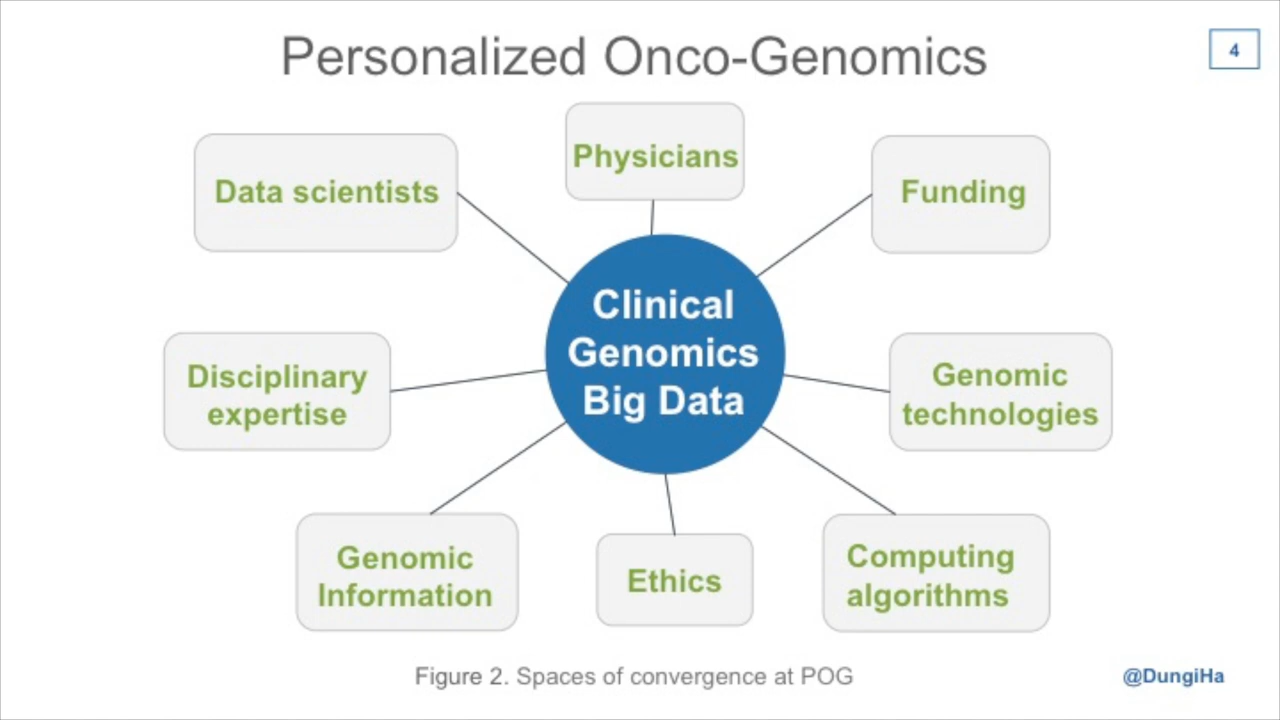 Personalized Onco-Genomics
4
Physicians
Data scientists
Funding
Clinical
Genomics
Big Data
Disciplinary
expertise
Genomic
technologies
Genomic
Information
Ethics
Computing
algorithms
Figure 2. Spaces of convergence at POG
@DungiHa